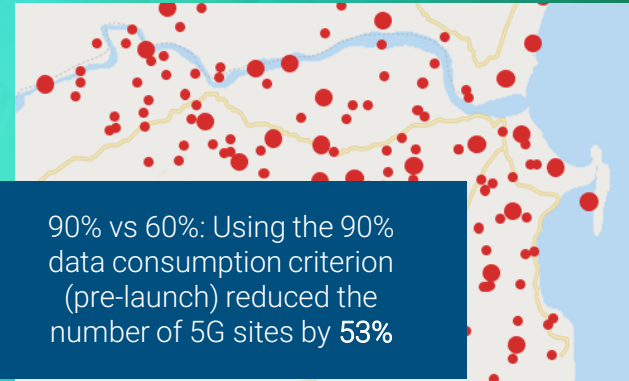 90% vs 60%: Using the 90%
data consumption criterion
(pre-launch) reduced the
number of 5G sites by 53%